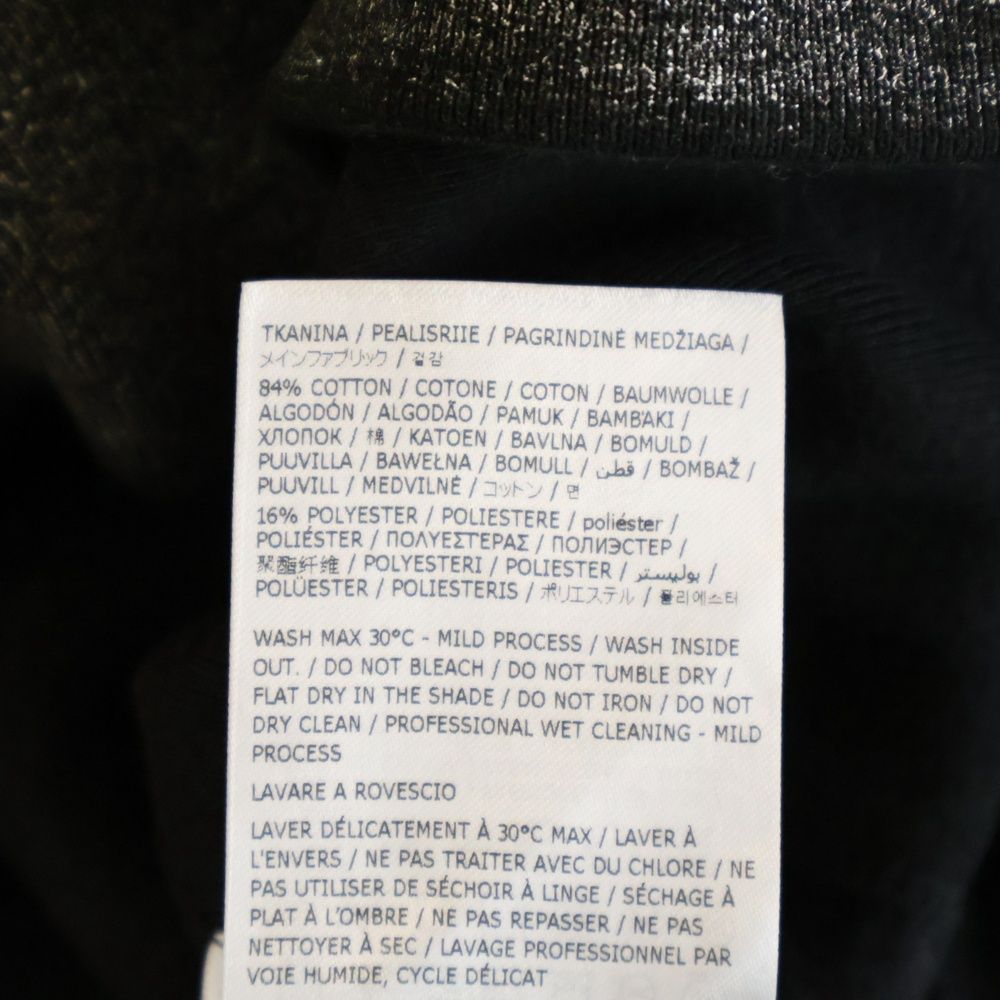 TKANINA / PEALISRIIE / PAGRINDINĖ MEDŽIAGA /
メインファブリック / 겉감
84% COTTON / COTONE / COTON / BAUMWOLLE /
ALGODÓN / ALGODÃO / PAMUK / BAMBAKI /
ХЛОПОК / 棉 / KATOEN / BAVLNA / BOMULD /
PUUVILLA / BAWEŁNA / BOMULL / قطن / BOMBAŽ /
PUUVILL / MEDVILNĖ / コットン / 면
16% POLYESTER / POLIESTERE / poliéster /
POLIÉSTER / ΠΟΛΥΕΣΤΕΡΑΣ / ПОЛИЭСТЕР /
聚酯纤维 / POLYESTERI / POLIESTER / بوليستر /
POLÜESTER / POLIESTERIS / ポリエステル / 폴리에스터
WASH MAX 30°C - MILD PROCESS / WASH INSIDE
OUT. / DO NOT BLEACH / DO NOT TUMBLE DRY /
FLAT DRY IN THE SHADE / DO NOT IRON / DO NOT
DRY CLEAN / PROFESSIONAL WET CLEANING - MILD
PROCESS
LAVARE A ROVESCIO
LAVER DÉLICATEMENT À 30°C MAX / LAVER À
L'ENVERS / NE PAS TRAITER AVEC DU CHLORE / NE
PAS UTILISER DE SÉCHOIR À LINGE / SÉCHAGE À
PLAT À L'OMBRE / NE PAS REPASSER / NE PAS
NETTOYER À SEC / LAVAGE PROFESSIONNEL PAR
VOIE HUMIDE, CYCLE DÉLICAT